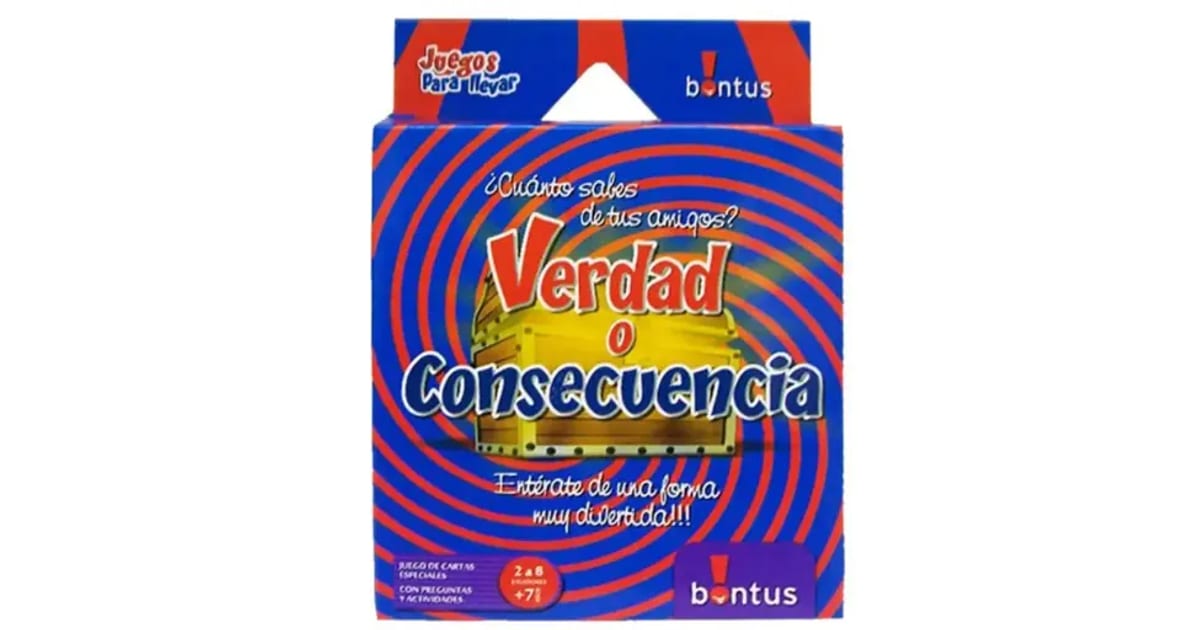 Juegos
Para llevar
bontus
¿Cuánto sabes
de tus amigos?
Verdad
o
Consecuencia
Entérate de una forma
muy divertida!!!
JUEGO DE CARTAS
ESPECIALES
CON PREGUNTAS
Y ACTIVIDADES
2 a 8
jugadores
+7
bontus